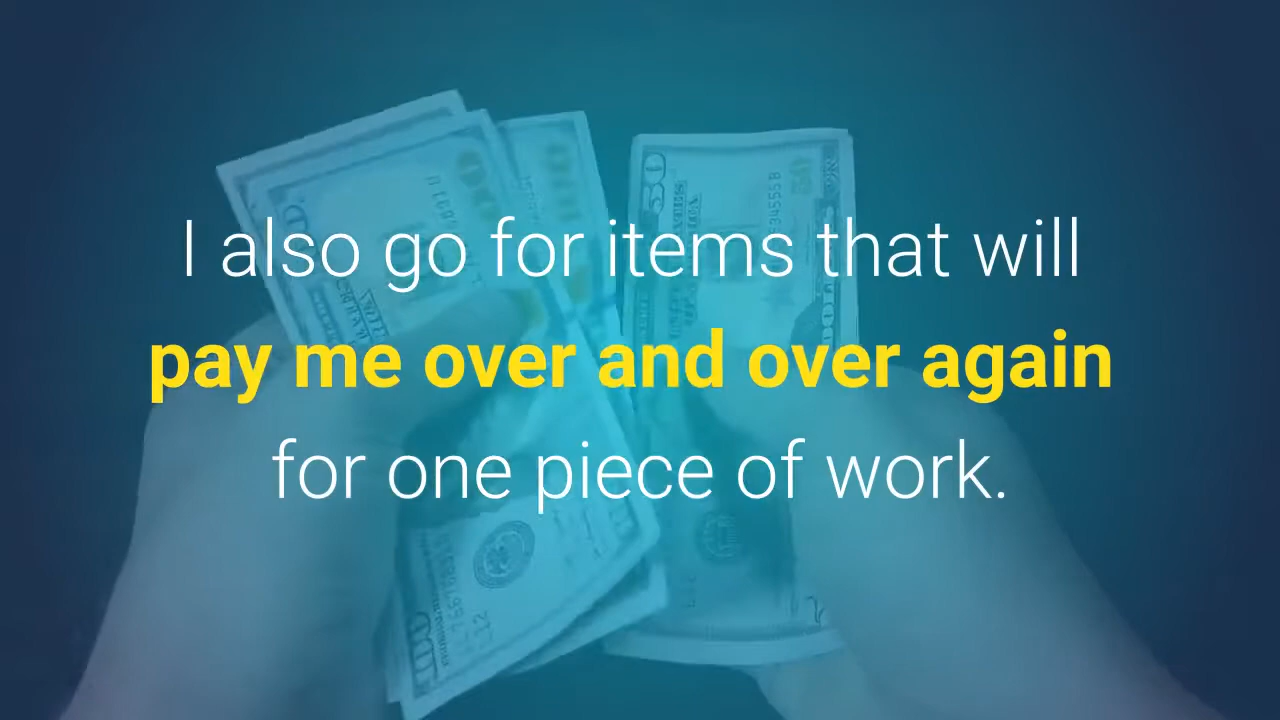 I also go for items that will
pay me over and over again
for one piece of work.